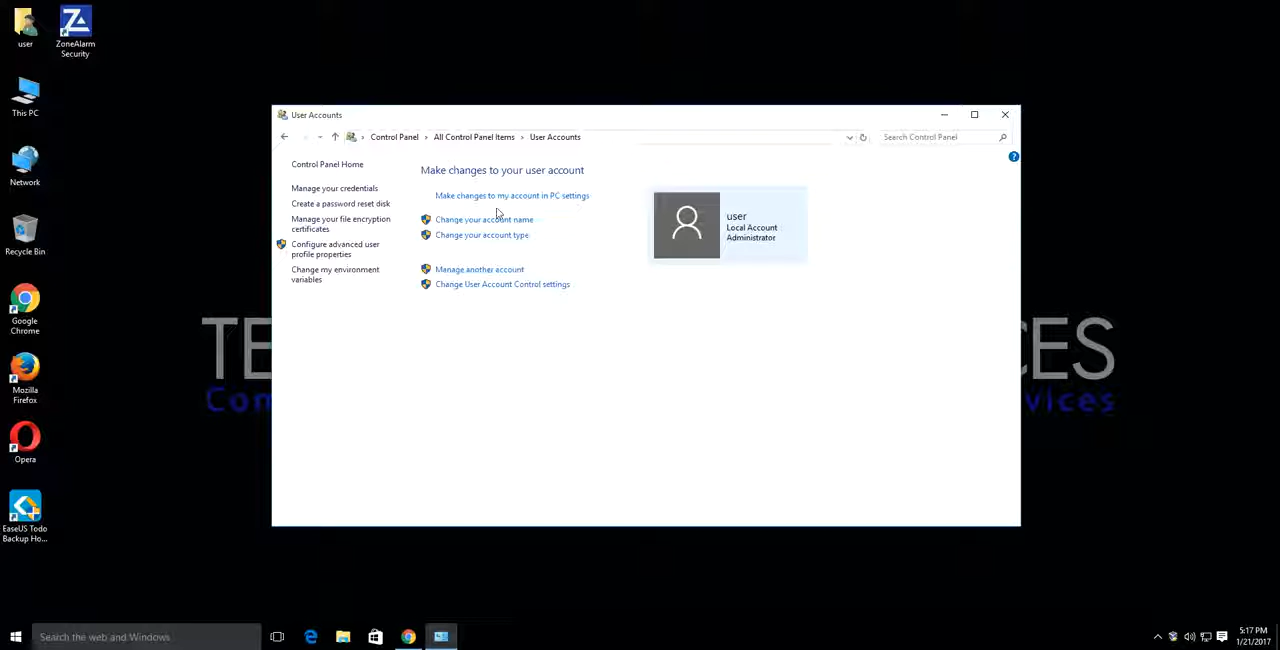 user
ZoneAlarm
Security
This PC
Network
Recycle Bin
Google
Chrome
Mozilla
Firefox
Opera
EaseUS Todo
Backup Ho...
User Accounts
Control Panel › All Control Panel Items › User Accounts
Search Control Panel
Control Panel Home
Manage your credentials
Create a password reset disk
Manage your file encryption
certificates
Configure advanced user
profile properties
Change my environment
variables
Make changes to your user account
Make changes to my account in PC settings
Change your account name
Change your account type
Manage another account
Change User Account Control settings
user
Local Account
Administrator
Search the web and Windows
5:17 PM
1/21/2017